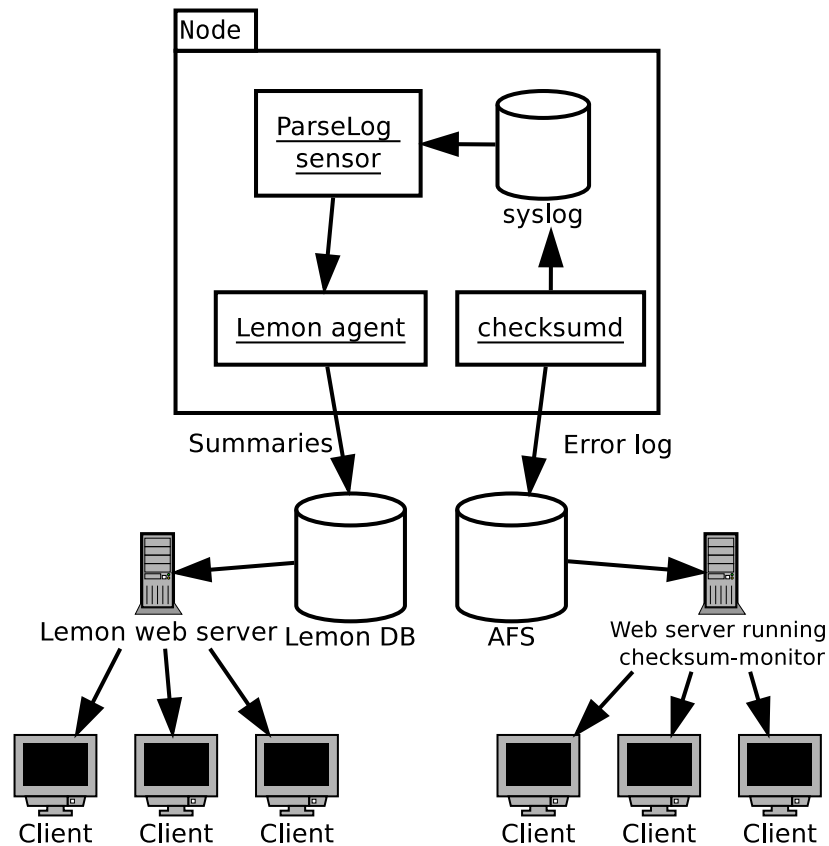 Node
ParseLog
sensor
syslog
Lemon agent
checksumd
Summaries
Error log
Lemon web server
Lemon DB
AFS
Web server running
checksum-monitor
Client
Client
Client
Client
Client
Client